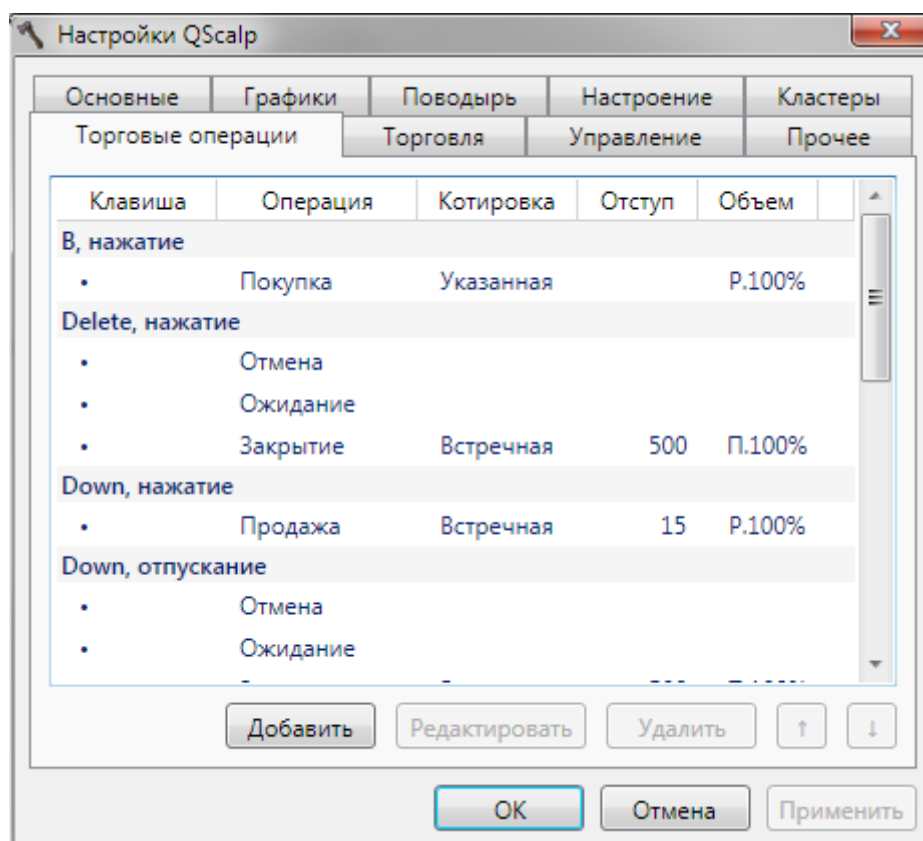 Настройки QScalp
Основные Графики Поводырь Настроение Кластеры
Торговые операции Торговля Управление Прочее
Клавиша Операция Котировка Отступ Объем
B, нажатие
• Покупка Указанная Р.100%
Delete, нажатие
• Отмена
• Ожидание
• Закрытие Встречная 500 П.100%
Down, нажатие
• Продажа Встречная 15 Р.100%
Down, отпускание
• Отмена
• Ожидание
Добавить Редактировать Удалить ↑ ↓
OK Отмена Применить